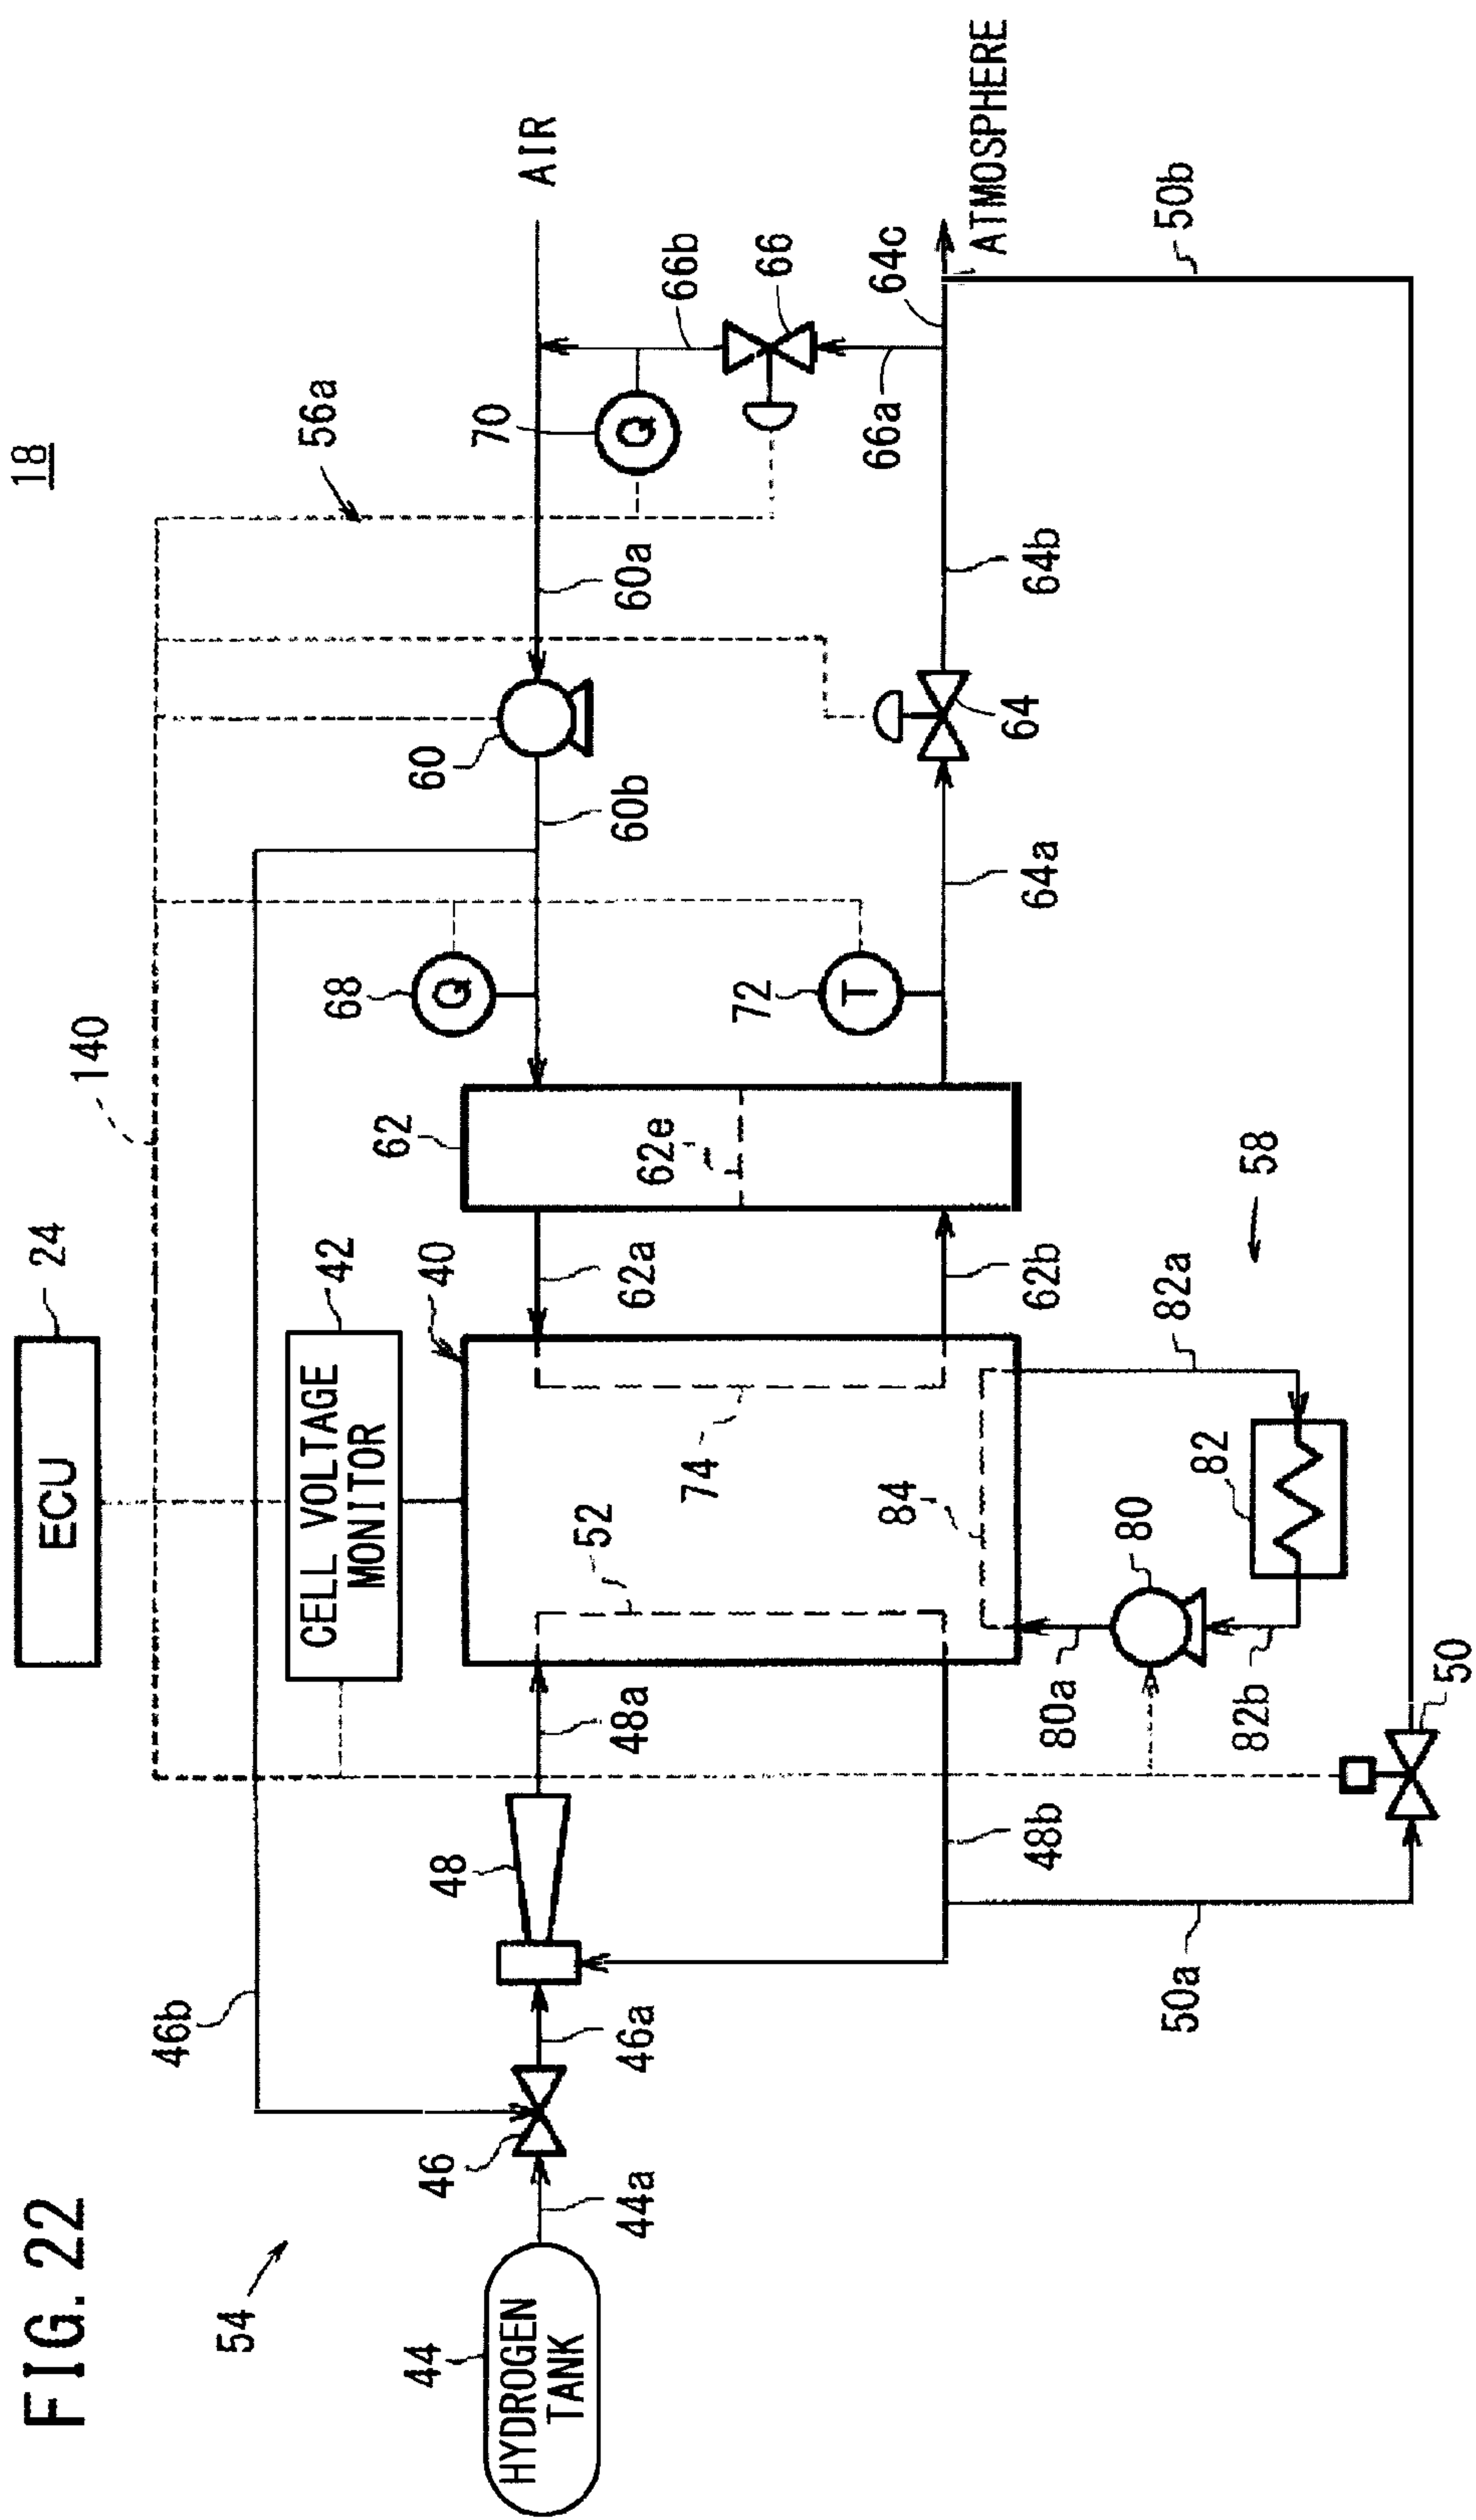 FIG. 22
18
ECU
24
140
56a
54
46b
CELL VOLTAGE
MONITOR
42
40
44
HYDROGEN
TANK
44a
46
46a
48
48a
48b
52
74
84
62
62a
62b
62e
68
Q
72
T
60
60a
60b
70
Q
AIR
66b
66
66a
64c
ATMOSPHERE
64
64a
64b
50b
80
80a
82
82a
82b
58
50
50a